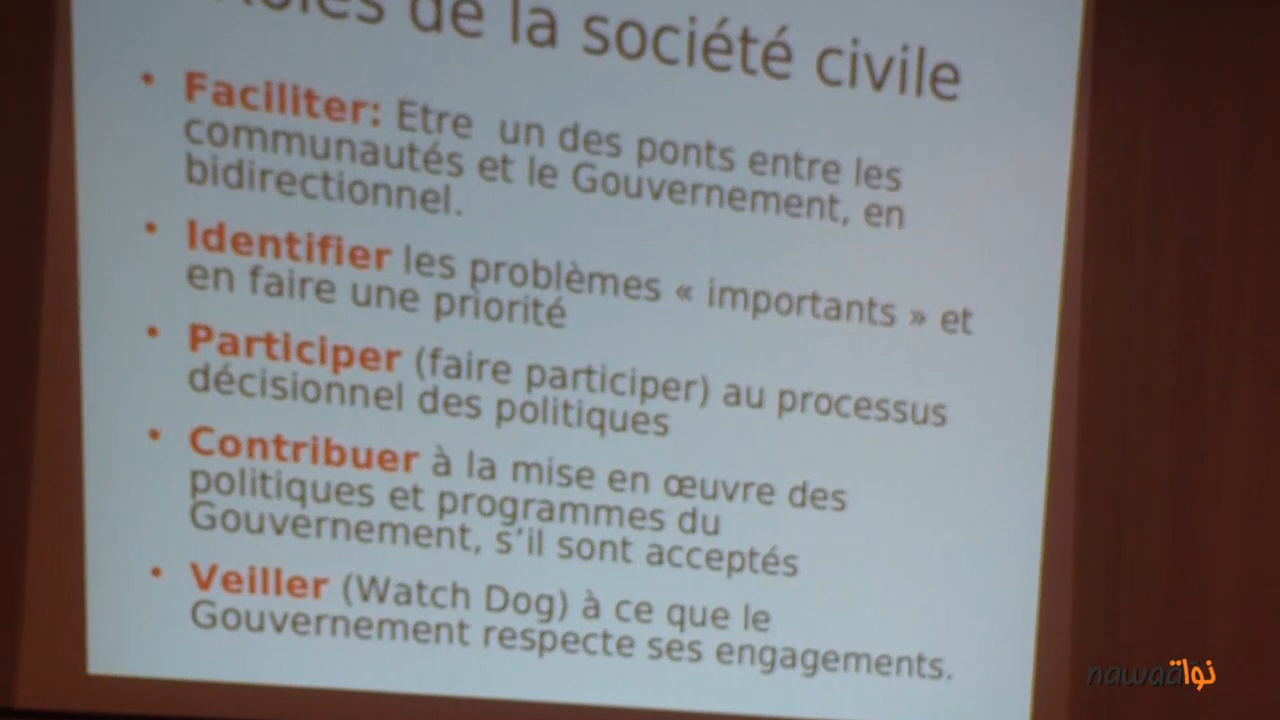 Rôles de la société civile
• Faciliter: Etre un des ponts entre les
communautés et le Gouvernement, en
bidirectionnel.
• Identifier les problèmes « importants » et
en faire une priorité
• Participer (faire participer) au processus
décisionnel des politiques
• Contribuer à la mise en œuvre des
politiques et programmes du
Gouvernement, s'il sont acceptés
• Veiller (Watch Dog) à ce que le
Gouvernement respecte ses engagements.
nawaat نواة